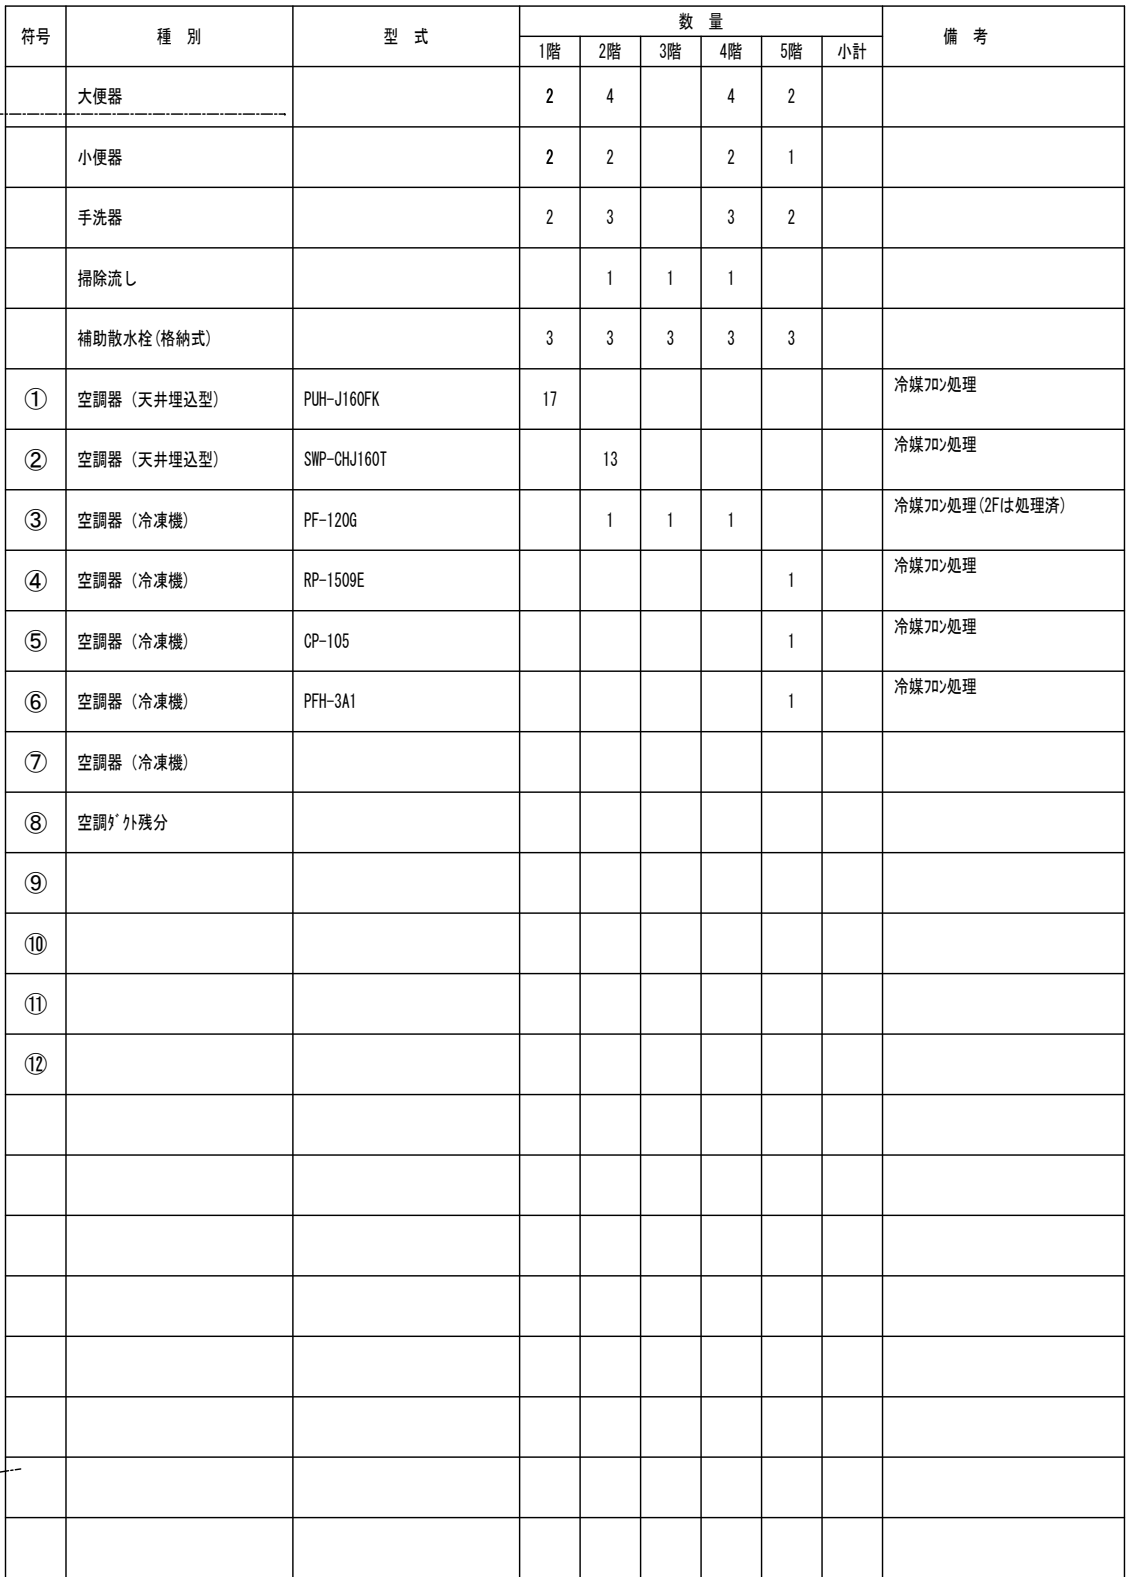 符号 種 別 型 式 数 量 備 考
1階 2階 3階 4階 5階 小計
大便器 2 4 4 2
小便器 2 2 2 1
手洗器 2 3 3 2
掃除流し 1 1 1
補助散水栓(格納式) 3 3 3 3 3
① 空調器（天井埋込型） PUH-J160FK 17 冷媒ﾌﾛﾝ処理
② 空調器（天井埋込型） SWP-CHJ160T 13 冷媒ﾌﾛﾝ処理
③ 空調器（冷凍機） PF-120G 1 1 1 冷媒ﾌﾛﾝ処理(2Fは処理済)
④ 空調器（冷凍機） RP-1509E 1 冷媒ﾌﾛﾝ処理
⑤ 空調器（冷凍機） CP-105 1 冷媒ﾌﾛﾝ処理
⑥ 空調器（冷凍機） PFH-3A1 1 冷媒ﾌﾛﾝ処理
⑦ 空調器（冷凍機）
⑧ 空調ﾀﾞｸﾄ残分
⑨
⑩
⑪
⑫